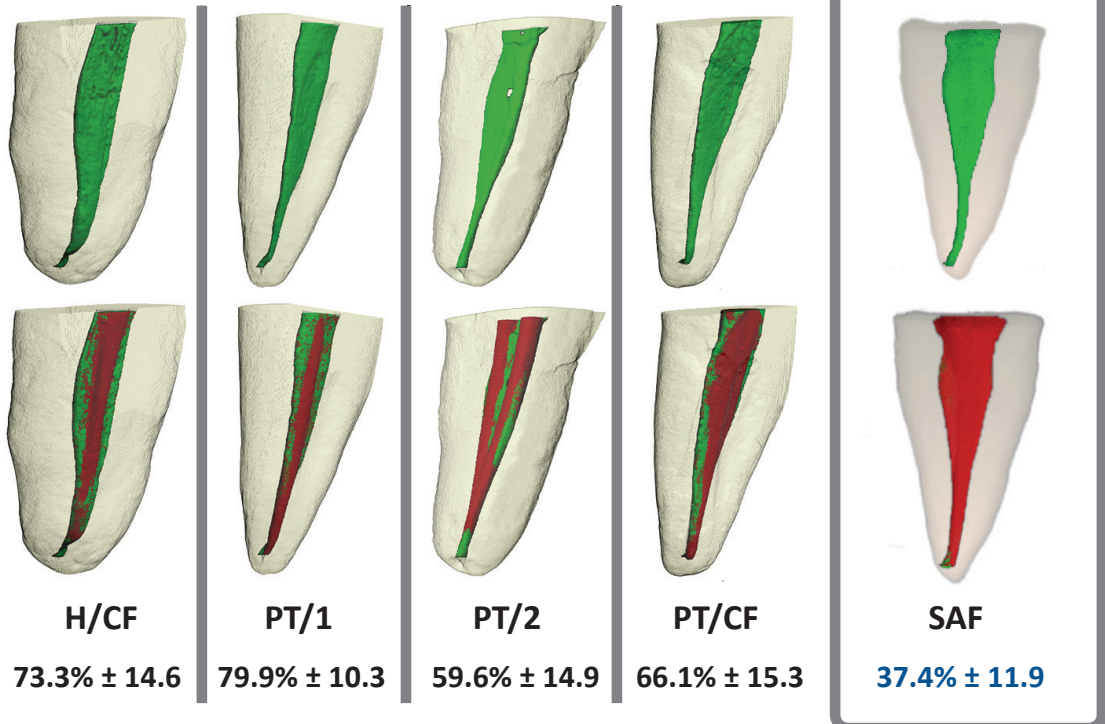 H/CF PT/1 PT/2 PT/CF SAF
73.3% ± 14.6 79.9% ± 10.3 59.6% ± 14.9 66.1% ± 15.3 37.4% ± 11.9